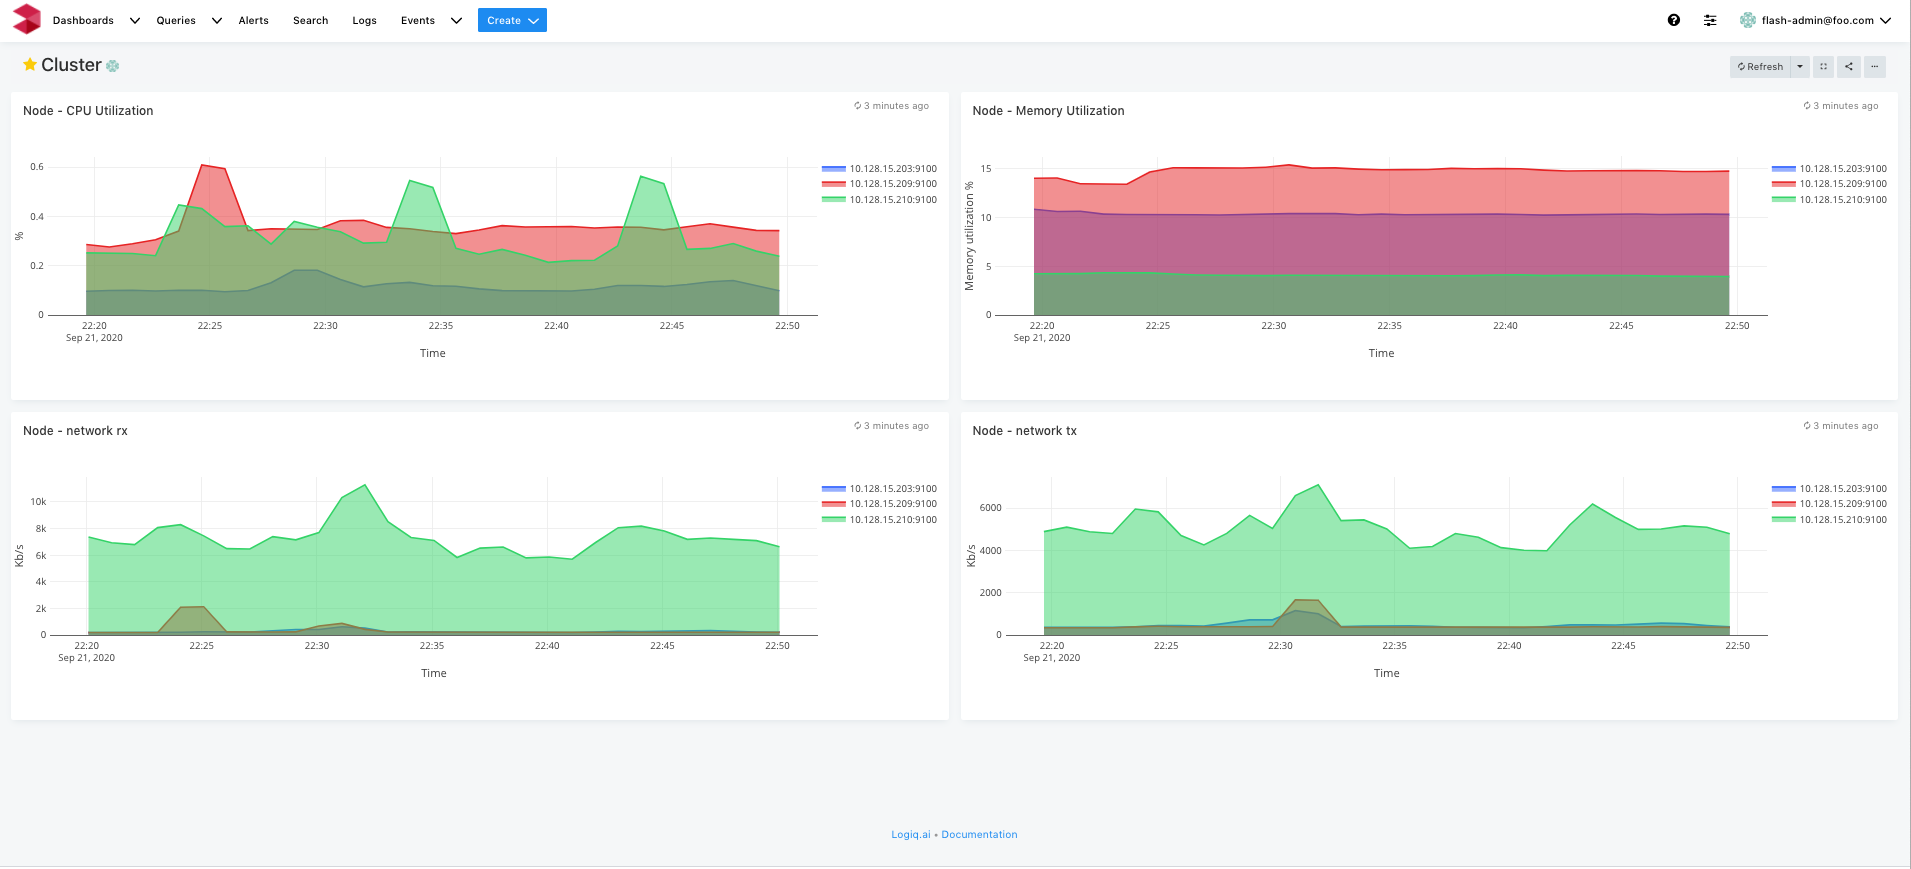 Dashboards Queries Alerts Search Logs Events Create flash-admin@foo.com
Cluster Refresh
Node - CPU Utilization
3 minutes ago
0.6
0.4
0.2
0
%
22:20 22:25 22:30 22:35 22:40 22:45 22:50
Sep 21, 2020
Time
10.128.15.203:9100
10.128.15.209:9100
10.128.15.210:9100
Node - Memory Utilization
3 minutes ago
15
10
5
0
Memory utilization %
22:20 22:25 22:30 22:35 22:40 22:45 22:50
Sep 21, 2020
Time
10.128.15.203:9100
10.128.15.209:9100
10.128.15.210:9100
Node - network rx
3 minutes ago
10k
8k
6k
4k
2k
0
Kb/s
22:20 22:25 22:30 22:35 22:40 22:45 22:50
Sep 21, 2020
Time
10.128.15.203:9100
10.128.15.209:9100
10.128.15.210:9100
Node - network tx
3 minutes ago
6000
4000
2000
0
Kb/s
22:20 22:25 22:30 22:35 22:40 22:45 22:50
Sep 21, 2020
Time
10.128.15.203:9100
10.128.15.209:9100
10.128.15.210:9100
Logiq.ai • Documentation